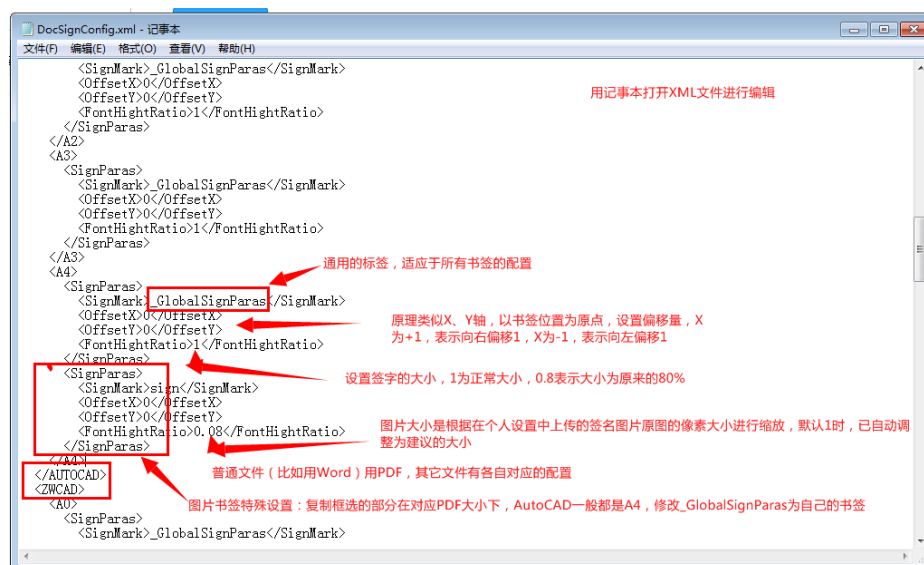 DocSignConfig.xml - 记事本
文件(F) 编辑(E) 格式(O) 查看(V) 帮助(H)
<SignMark>_GlobalSignParas</SignMark>
<OffsetX>0</OffsetX>
用记事本打开XML文件进行编辑
<OffsetY>0</OffsetY>
<FontHightRatio>1</FontHightRatio>
</SignParas>
</A2>
<A3>
<SignParas>
<SignMark>_GlobalSignParas</SignMark>
<OffsetX>0</OffsetX>
<OffsetY>0</OffsetY>
<FontHightRatio>1</FontHightRatio>
</SignParas>
</A3>
通用的标签，适应于所有书签的配置
<A4>
<SignParas>
<SignMark>_GlobalSignParas</SignMark>
<OffsetX>0</OffsetX>
<OffsetY>0</OffsetY>
原理类似X、Y轴，以书签位置为原点，设置偏移量，X
为+1，表示向右偏移1，X为-1，表示向左偏移1
<FontHightRatio>1</FontHightRatio>
</SignParas>
<SignParas>
设置签字的大小，1为正常大小，0.8表示大小为原来的80%
<SignMark>sign</SignMark>
<OffsetX>0</OffsetX>
<OffsetY>0</OffsetY>
<FontHightRatio>0.08</FontHightRatio>
图片大小是根据在个人设置中上传的签名图片原图的像素大小进行缩放，默认1时，已自动调
整为建议的大小
</SignParas>
</A4>
</AUTOCAD>
普通文件（比如用Word）用PDF，其它文件有各自对应的配置
<ZWCAD>
<A0>
图片书签特殊设置：复制框选的部分在对应PDF大小下，AutoCAD一般都是A4，修改_GlobalSignParas为自己的书签
<SignParas>
<SignMark>_GlobalSignParas</SignMark>